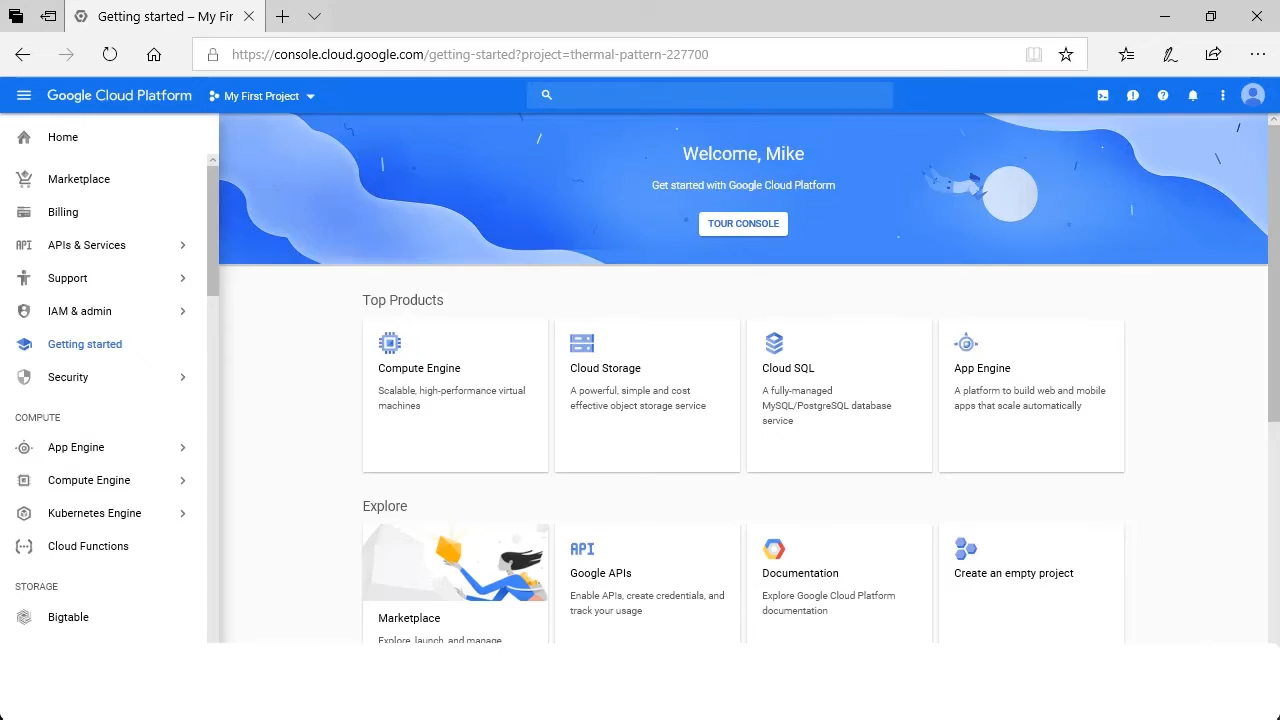 Getting started – My Fir
https://console.cloud.google.com/getting-started?project=thermal-pattern-227700
Google Cloud Platform
My First Project
Home
Marketplace
Billing
API
APIs & Services
Support
IAM & admin
Getting started
Security
COMPUTE
App Engine
Compute Engine
Kubernetes Engine
Cloud Functions
STORAGE
Bigtable
Welcome, Mike
Get started with Google Cloud Platform
TOUR CONSOLE
Top Products
Compute Engine
Scalable, high-performance virtual
machines
Cloud Storage
A powerful, simple and cost
effective object storage service
Cloud SQL
A fully-managed
MySQL/PostgreSQL database
service
App Engine
A platform to build web and mobile
apps that scale automatically
Explore
Marketplace
Explore, launch, and manage
API
Google APIs
Enable APIs, create credentials, and
track your usage
Documentation
Explore Google Cloud Platform
documentation
Create an empty project